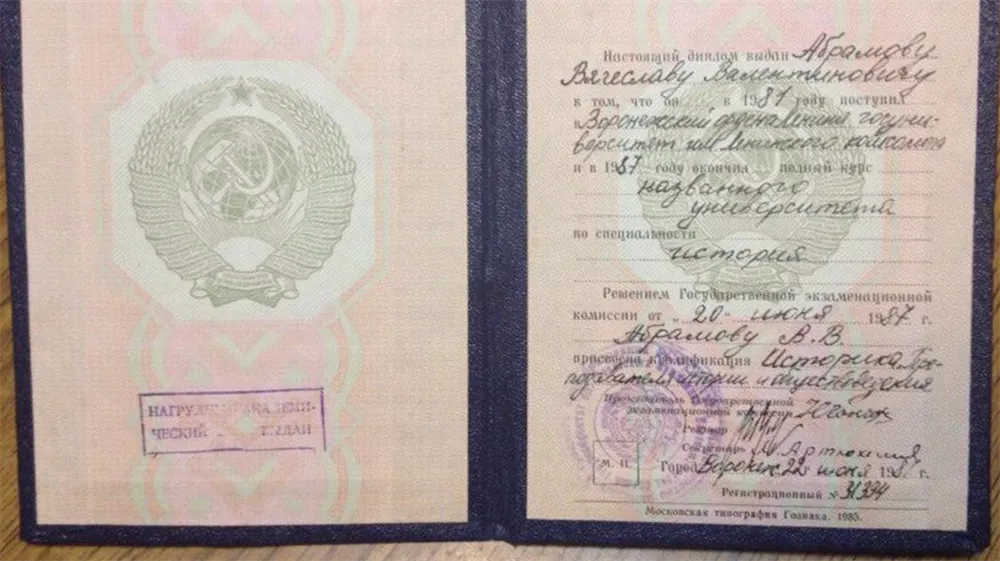 НАГРУДНЫЙ АКАДЕМИ-
ЧЕСКИЙ ВЫДАН
Настоящий диплом выдан Абрамову
Вячеславу Валентиновичу
в том, что он в 1981 году поступил
в Воронежский ордена Ленина госуни-
верситет им. Ленинского комсомола
и в 1987 году окончил полный курс
названного
университета
по специальности
история
Решением Государственной экзаменационной
комиссии от „20" июня 1987 г.
Абрамову В. В.
присвоена квалификация Историка, Пре-
подавателя истории и обществоведения
Председатель Государственной
экзаменационной комиссии
Ректор
Секретарь
М. П.
Город Воронеж 22 июня 198 г.
Регистрационный № 31394
Московская типография Гознака. 1985.